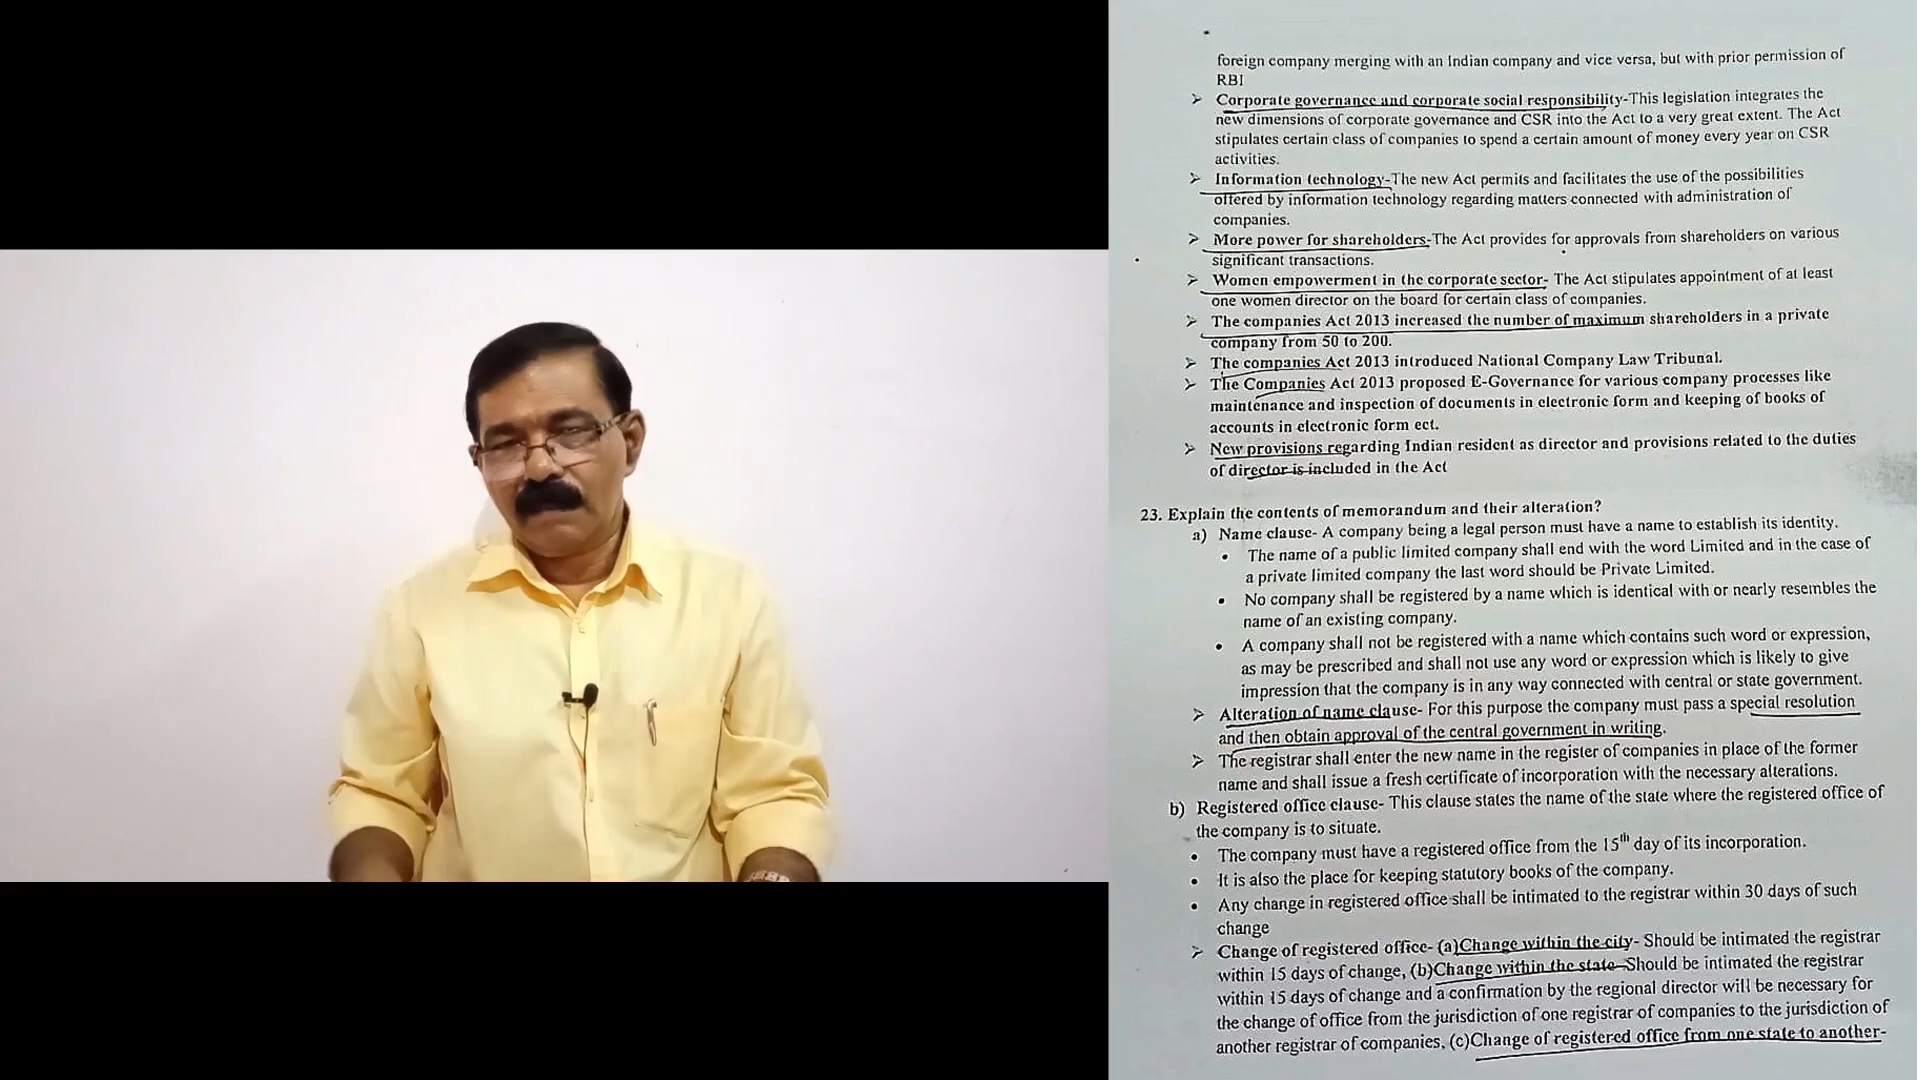 foreign company merging with an Indian company and vice versa, but with prior permission of
RBI
➢ Corporate governance and corporate social responsibility-This legislation integrates the
new dimensions of corporate governance and CSR into the Act to a very great extent. The Act
stipulates certain class of companies to spend a certain amount of money every year on CSR
activities.
➢ Information technology-The new Act permits and facilitates the use of the possibilities
offered by information technology regarding matters connected with administration of
companies.
➢ More power for shareholders-The Act provides for approvals from shareholders on various
significant transactions.
➢ Women empowerment in the corporate sector- The Act stipulates appointment of at least
one women director on the board for certain class of companies.
➢ The companies Act 2013 increased the number of maximum shareholders in a private
company from 50 to 200.
➢ The companies Act 2013 introduced National Company Law Tribunal.
➢ The Companies Act 2013 proposed E-Governance for various company processes like
maintenance and inspection of documents in electronic form and keeping of books of
accounts in electronic form ect.
➢ New provisions regarding Indian resident as director and provisions related to the duties
of director is included in the Act
23. Explain the contents of memorandum and their alteration?
a) Name clause- A company being a legal person must have a name to establish its identity.
• The name of a public limited company shall end with the word Limited and in the case of
a private limited company the last word should be Private Limited.
• No company shall be registered by a name which is identical with or nearly resembles the
name of an existing company.
• A company shall not be registered with a name which contains such word or expression,
as may be prescribed and shall not use any word or expression which is likely to give
impression that the company is in any way connected with central or state government.
➢ Alteration of name clause- For this purpose the company must pass a special resolution
and then obtain approval of the central government in writing.
➢ The registrar shall enter the new name in the register of companies in place of the former
name and shall issue a fresh certificate of incorporation with the necessary alterations.
b) Registered office clause- This clause states the name of the state where the registered office of
the company is to situate.
• The company must have a registered office from the 15th day of its incorporation.
• It is also the place for keeping statutory books of the company.
• Any change in registered office shall be intimated to the registrar within 30 days of such
change
➢ Change of registered office- (a)Change within the city- Should be intimated the registrar
within 15 days of change, (b)Change within the state-Should be intimated the registrar
within 15 days of change and a confirmation by the regional director will be necessary for
the change of office from the jurisdiction of one registrar of companies to the jurisdiction of
another registrar of companies, (c)Change of registered office from one state to another-